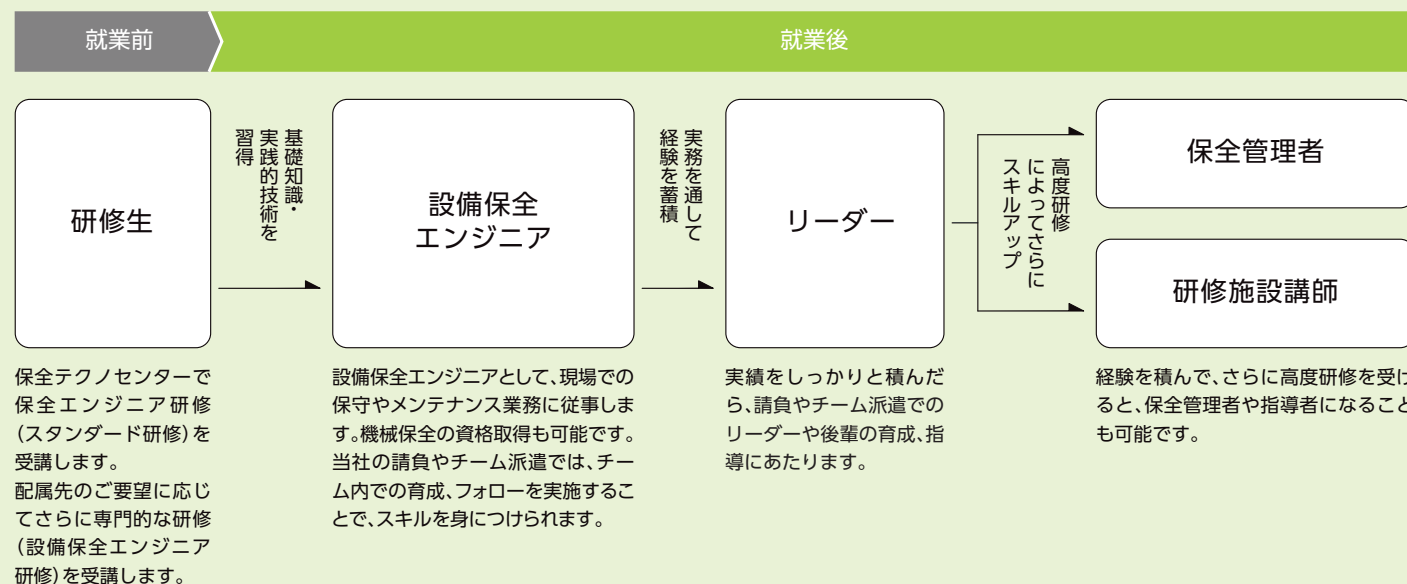 就業前
就業後
研修生
基礎知識・
実践的技術を
習得
設備保全
エンジニア
実務を通して
経験を蓄積
リーダー
高度研修
によってさらに
スキルアップ
保全管理者
研修施設講師
保全テクノセンターで
保全エンジニア研修
（スタンダード研修）を
受講します。
配属先のご要望に応じ
てさらに専門的な研修
（設備保全エンジニア
研修）を受講します。
設備保全エンジニアとして、現場での
保守やメンテナンス業務に従事しま
す。機械保全の資格取得も可能です。
当社の請負やチーム派遣では、チー
ム内での育成、フォローを実施するこ
とで、スキルを身につけられます。
実績をしっかりと積んだ
ら、請負やチーム派遣での
リーダーや後輩の育成、指
導にあたります。
経験を積んで、さらに高度研修を受け
ると、保全管理者や指導者になること
も可能です。